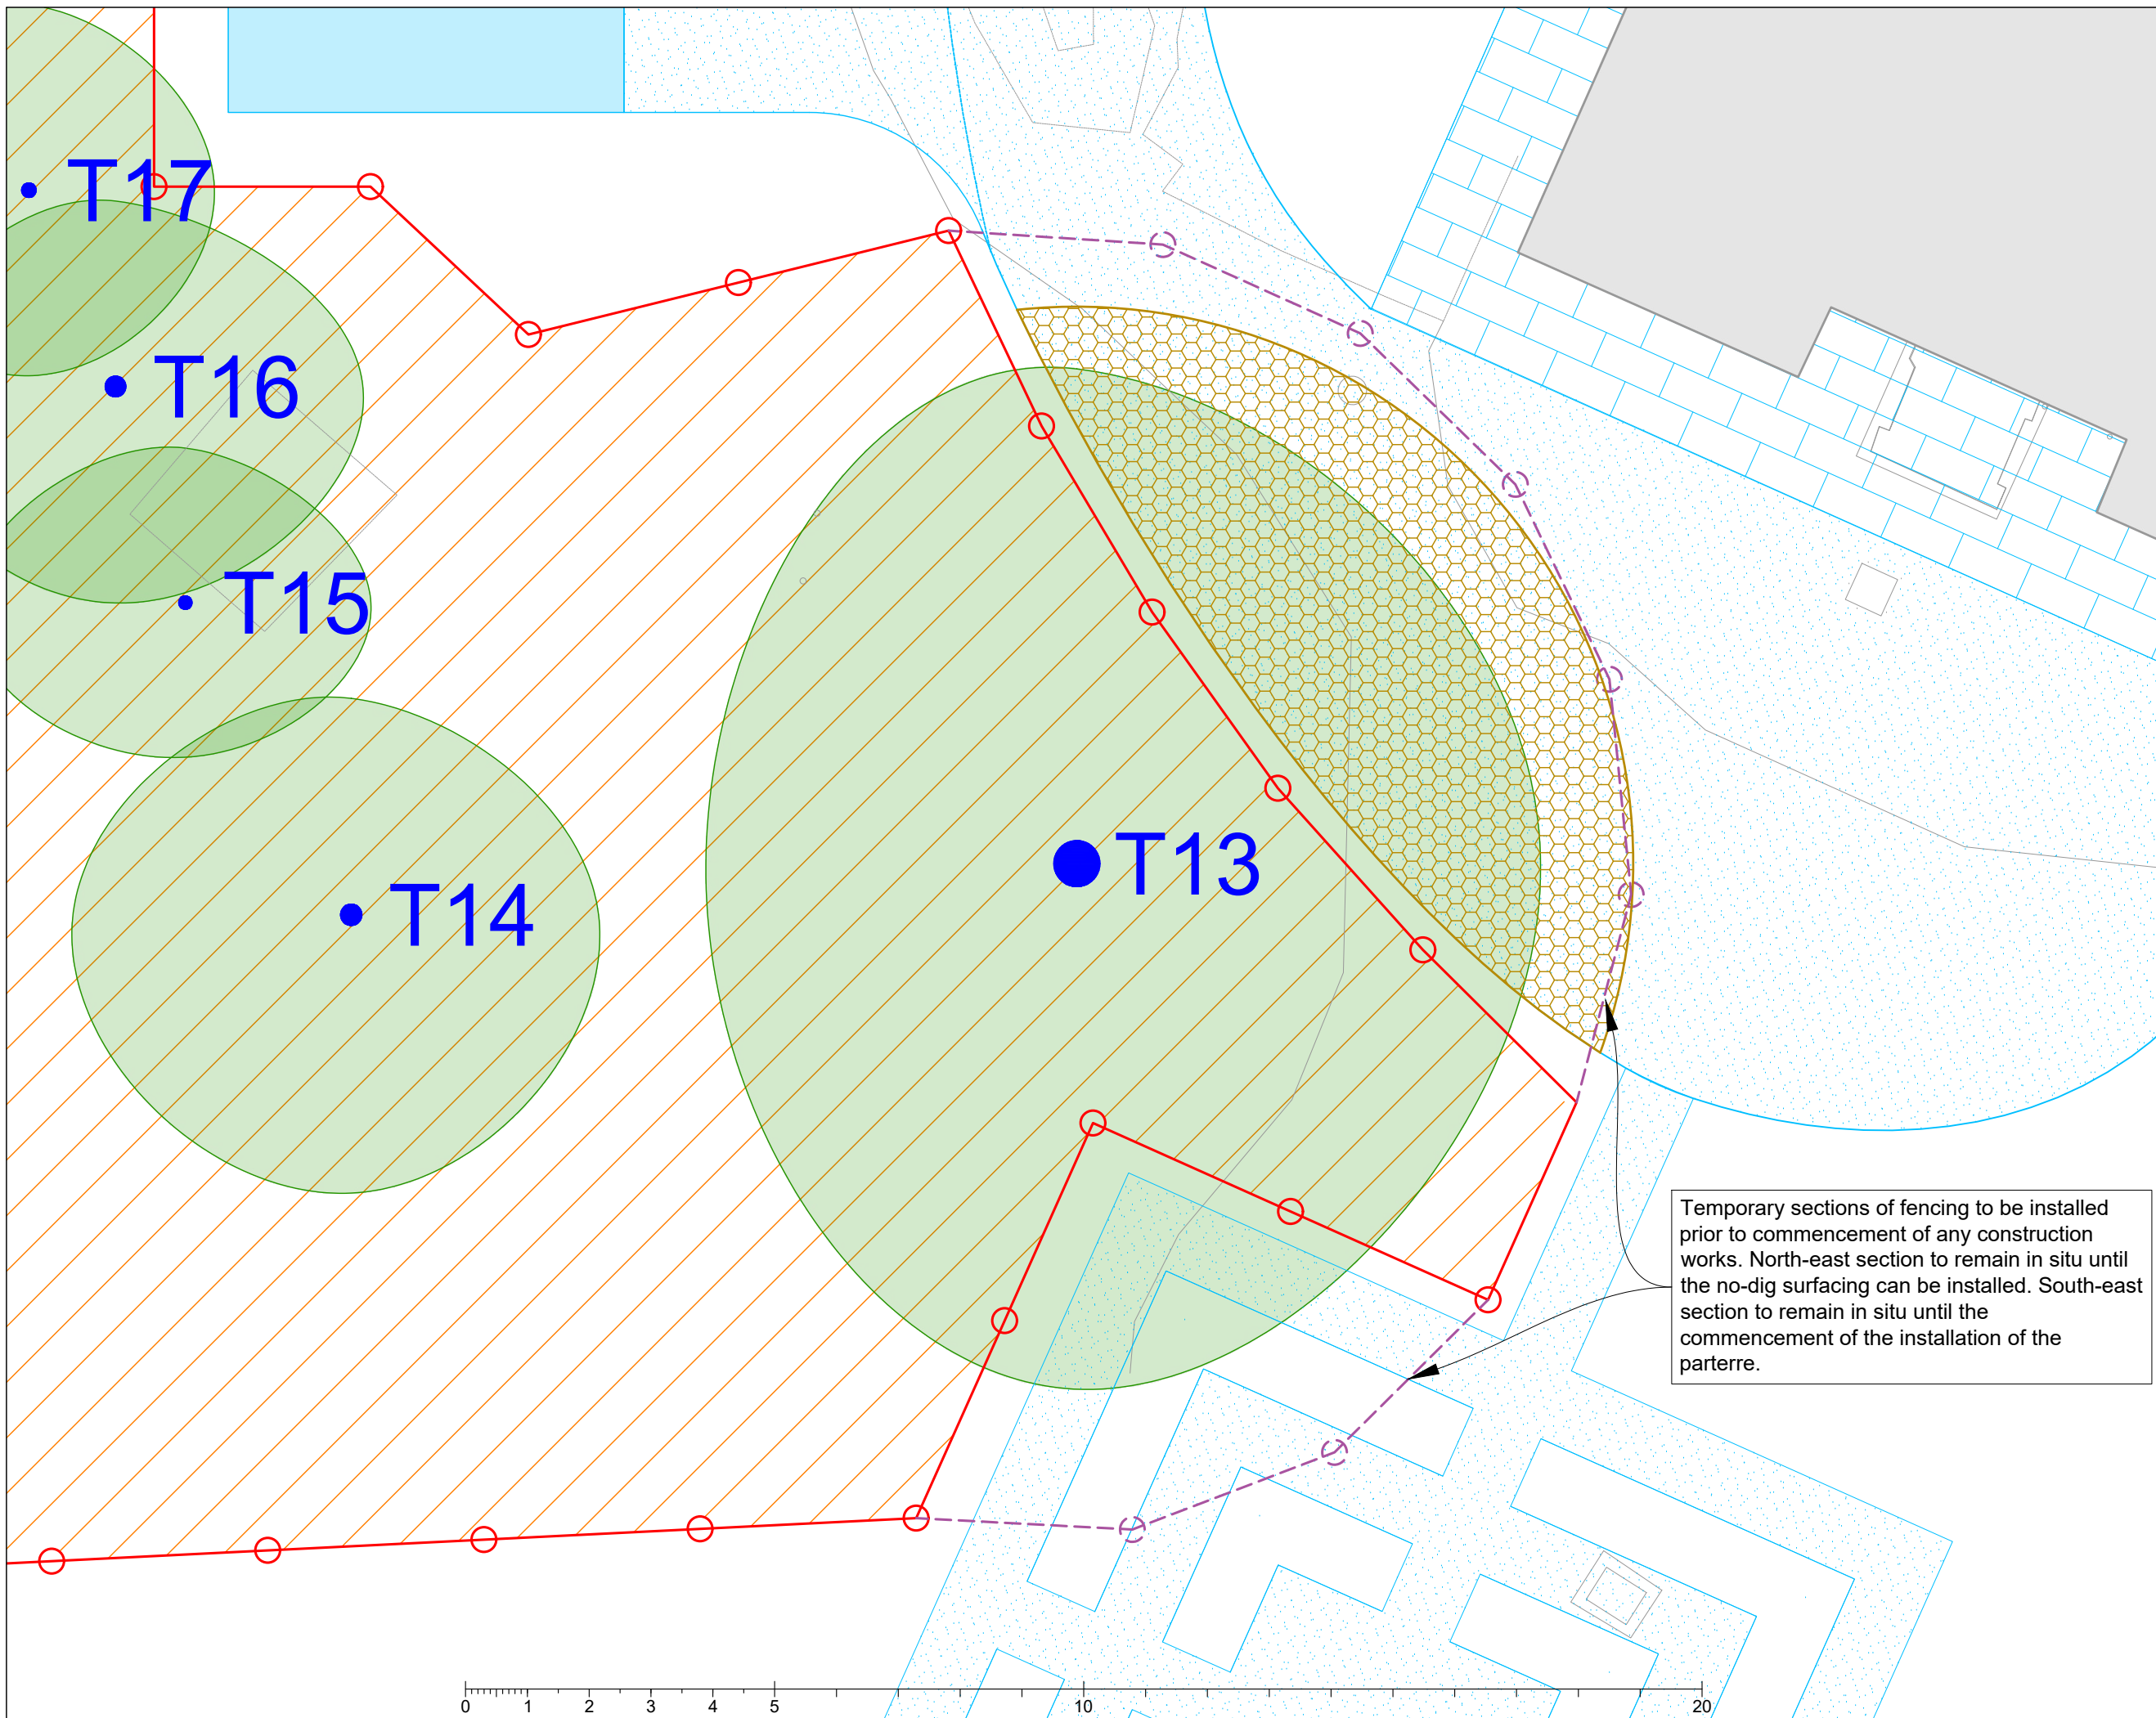 T17
T16
T15
T14
T13
Temporary sections of fencing to be installed
prior to commencement of any construction
works. North-east section to remain in situ until
the no-dig surfacing can be installed. South-east
section to remain in situ until the
commencement of the installation of the
parterre.
0 1 2 3 4 5 10 20